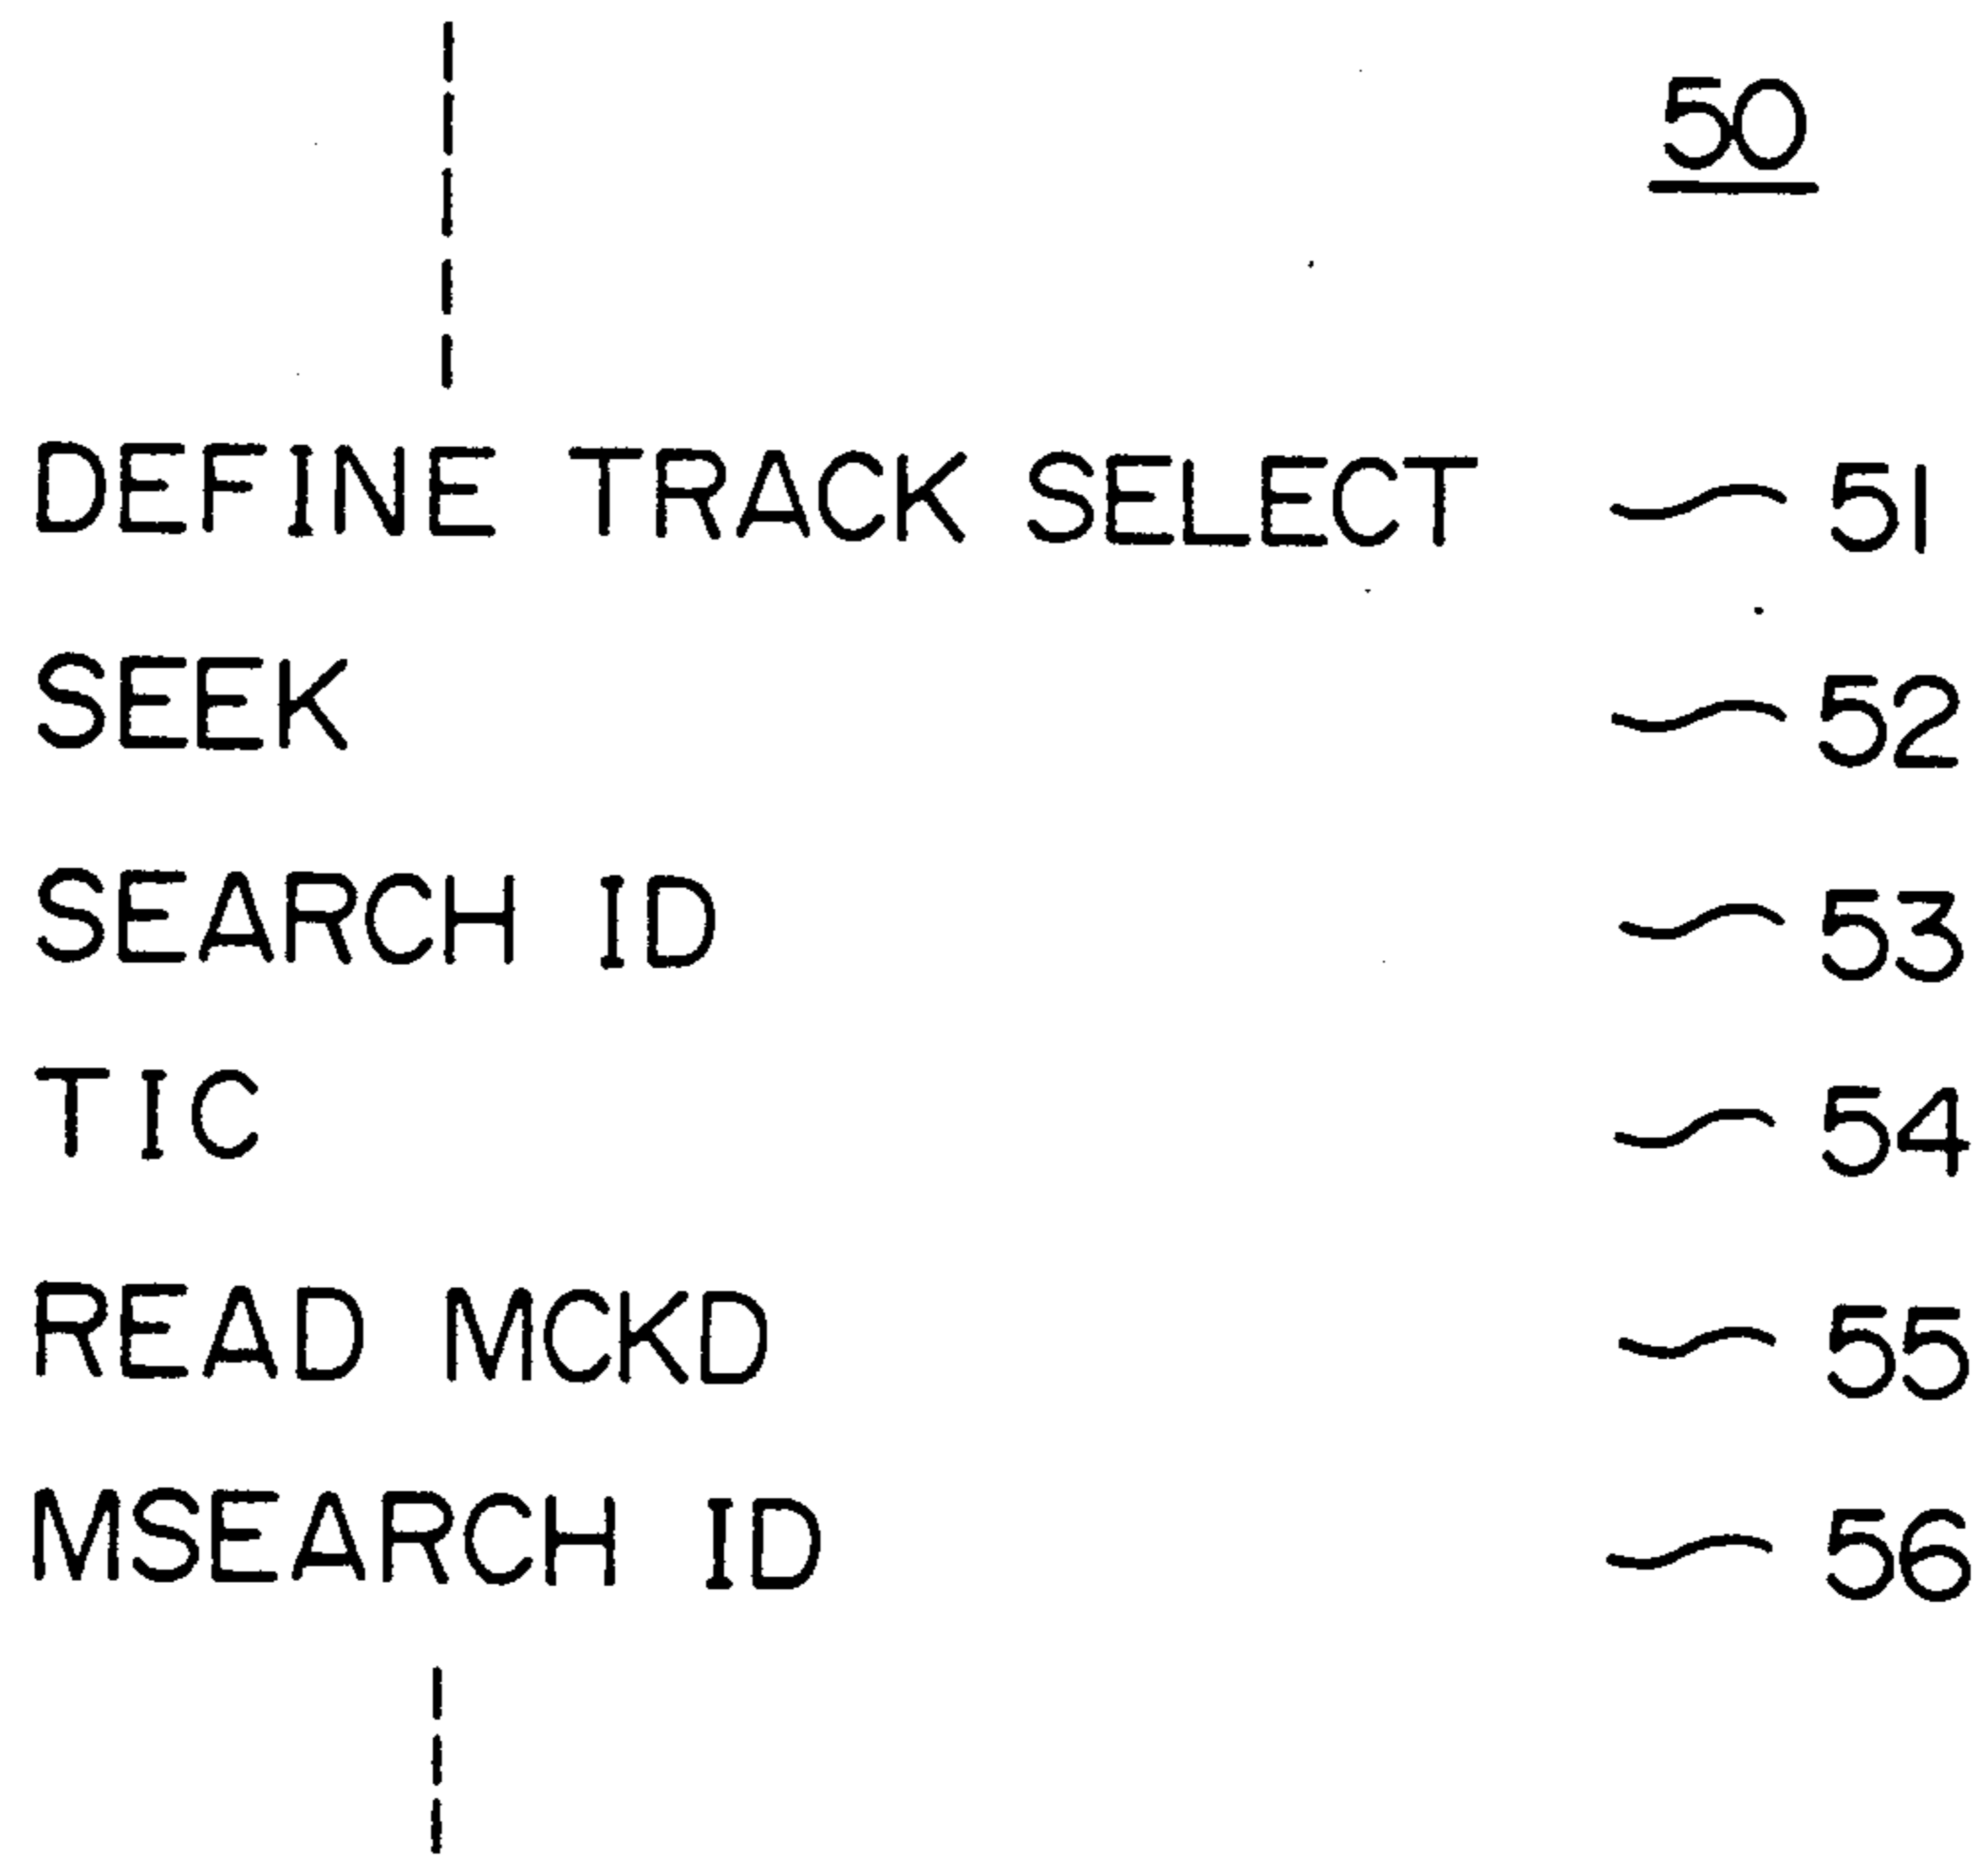 50
DEFINE TRACK SELECT 51
SEEK 52
SEARCH ID 53
TIC 54
READ MCKD 55
MSEARCH ID 56